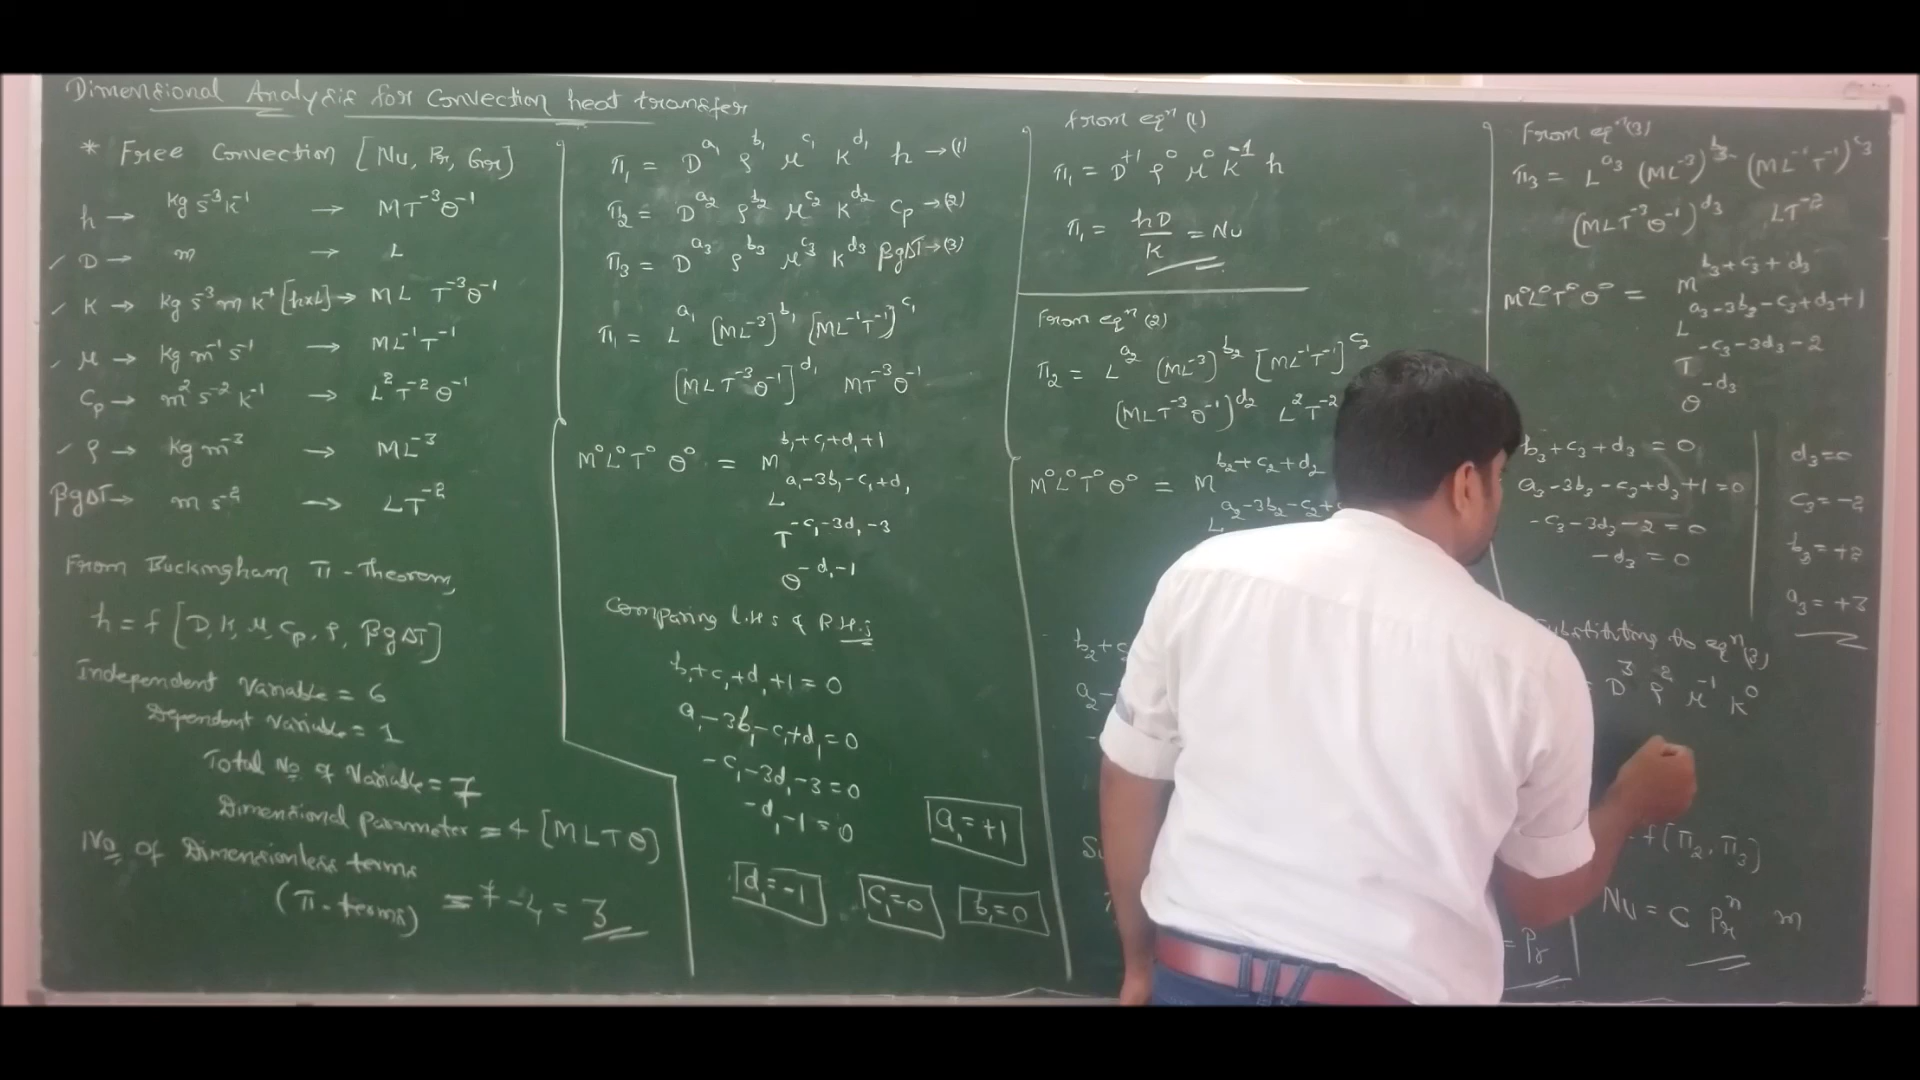 Dimensional Analysis for Convection heat transfer
* Free Convection [Nu, Pr, Gr]
h → kg s⁻³ K⁻¹ → MT⁻³θ⁻¹
✓ D → m → L
✓ K → kg s⁻³ m K⁻¹ [h×L] → ML T⁻³θ⁻¹
✓ μ → kg m⁻¹ s⁻¹ → ML⁻¹T⁻¹
Cp → m² s⁻² K⁻¹ → L² T⁻² θ⁻¹
✓ ρ → kg m⁻³ → ML⁻³
βgΔT → m s⁻² → LT⁻²
From Buckingham π - Theorem,
h = f [D, K, μ, Cp, ρ, βgΔT]
Independent Variable = 6
Dependent Variable = 1
Total No of Variable = 7
Dimensional parameter = 4 [MLTθ]
No. of Dimensionless terms
(π-terms) = 7-4 = 3
π₁ = D^a₁ ρ^b₁ μ^c₁ K^d₁ h → (1)
π₂ = D^a₂ ρ^b₂ μ^c₂ K^d₂ Cp → (2)
π₃ = D^a₃ ρ^b₃ μ^c₃ K^d₃ βgΔT → (3)
π₁ = L^a₁ [ML⁻³]^b₁ [ML⁻¹T⁻¹]^c₁
[MLT⁻³θ⁻¹]^d₁ MT⁻³θ⁻¹
M⁰L⁰T⁰θ⁰ = M^b₁+c₁+d₁+1
L^a₁-3b₁-c₁+d₁
T^-c₁-3d₁-3
θ^-d₁-1
Comparing L.H.S & R.H.S
b₁+c₁+d₁+1=0
a₁-3b₁-c₁+d₁=0
-c₁-3d₁-3=0
-d₁-1=0
a₁=+1
d₁=-1 c₁=0 b₁=0
From eqⁿ (1)
π₁ = D⁺¹ ρ⁰ μ⁰ K⁻¹ h
π₁ = hD/K = Nu
From eqⁿ (2)
π₂ = L^a₂ (ML⁻³)^b₂ [ML⁻¹T⁻¹]^c₂
(MLT⁻³θ⁻¹)^d₂ L²T⁻²
M⁰L⁰T⁰θ⁰ = M^b₂+c₂+d₂
L^a₂-3b₂-c₂+
b₂+c
a₂-
= Pr
From eqⁿ (3)
π₃ = L^a₃ (ML⁻³)^b₃ (ML⁻¹T⁻¹)^c₃
(MLT⁻³θ⁻¹)^d₃ LT⁻²
M⁰L⁰T⁰θ⁰ = M^b₃+c₃+d₃
L^a₃-3b₃-c₃+d₃+1
T^-c₃-3d₃-2
θ^-d₃
b₃+c₃+d₃=0
a₃-3b₃-c₃+d₃+1=0
-c₃-3d₃-2=0
-d₃=0
d₃=0
c₃=-2
b₃=+2
a₃=+3
Substituting to eqⁿ (3)
= D³ ρ² μ⁻¹ K⁰
f[π₂, π₃]
Nu = C Prⁿ m